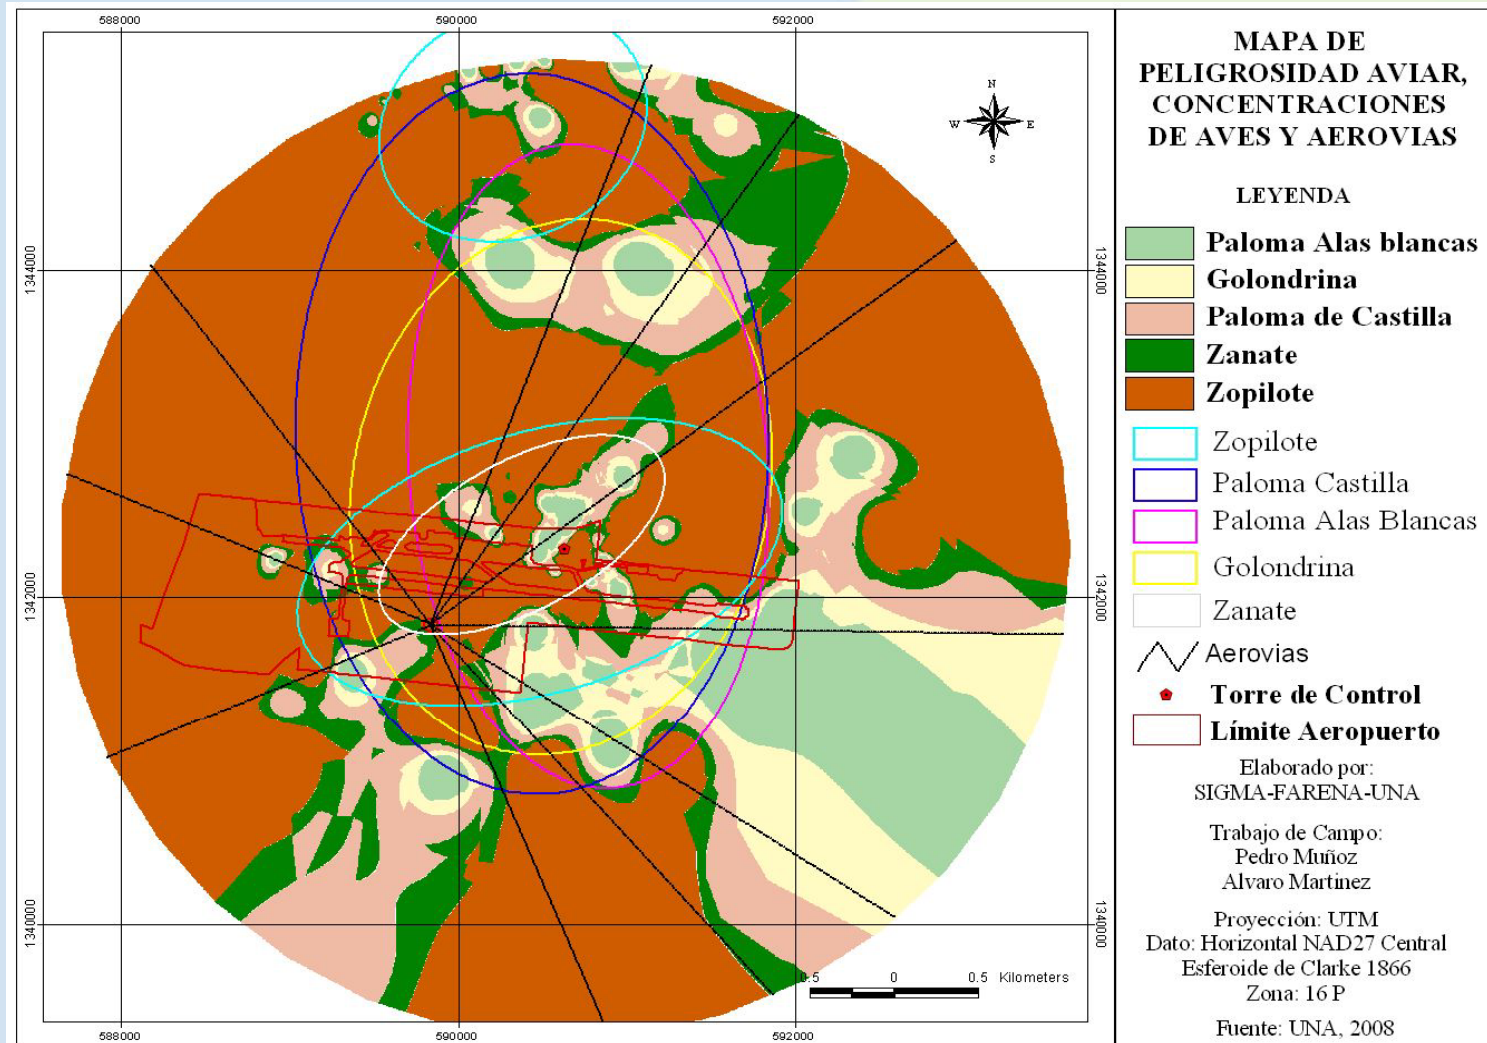 588000
590000
592000
1344000
1342000
1340000
1344000
1342000
1340000
588000
590000
592000
N
W
E
S
0.5
0
0.5
Kilometers
MAPA DE
PELIGROSIDAD AVIAR,
CONCENTRACIONES
DE AVES Y AEROVIAS
LEYENDA
Paloma Alas blancas
Golondrina
Paloma de Castilla
Zanate
Zopilote
Zopilote
Paloma Castilla
Paloma Alas Blancas
Golondrina
Zanate
Aerovias
Torre de Control
Límite Aeropuerto
Elaborado por:
SIGMA-FARENA-UNA
Trabajo de Campo:
Pedro Muñoz
Alvaro Martinez
Proyección: UTM
Dato: Horizontal NAD27 Central
Esferoide de Clarke 1866
Zona: 16 P
Fuente: UNA, 2008